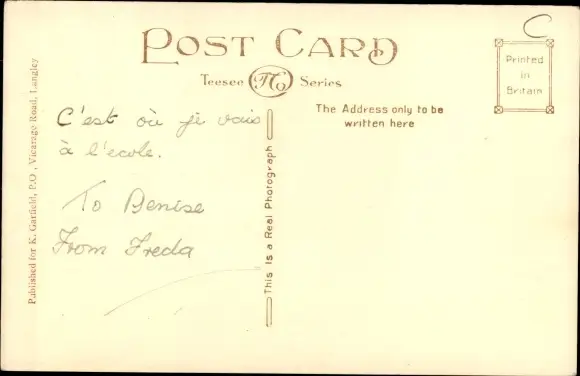 C
POST CARD
Teesee TCo Series
Printed
in
Britain
The Address only to be
written here
C'est où je vais
à l'ecole.
To Denise
From Freda
This is a Real Photograph
Published for K. Garfield, P.O., Vicarage Road, Langley